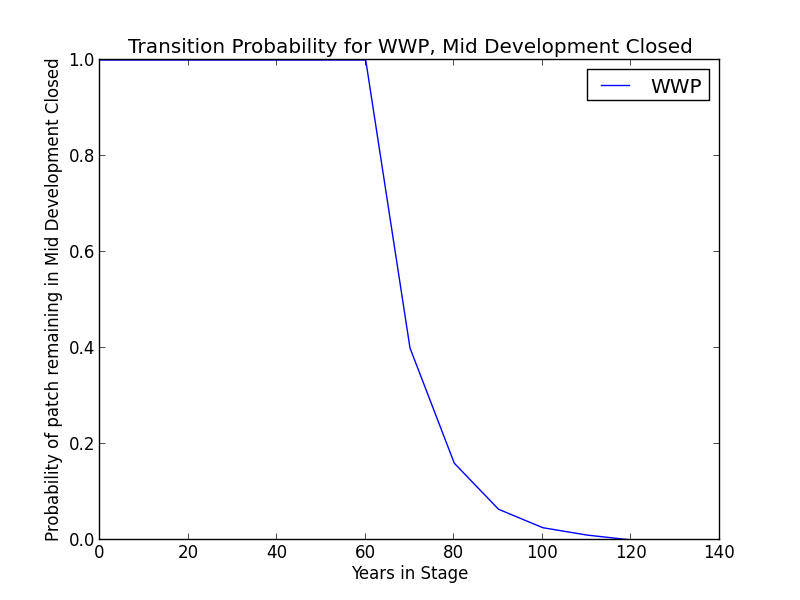 Transition Probability for WWP, Mid Development Closed
WWP
Probability of patch remaining in Mid Development Closed
1.0
0.8
0.6
0.4
0.2
0.0
0 20 40 60 80 100 120 140
Years in Stage